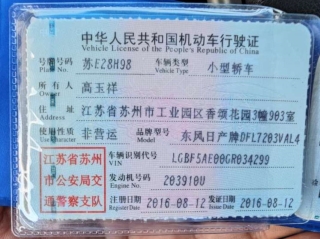 中华人民共和国机动车行驶证
Vehicle License of the People's Republic of China
号牌号码 苏E28H98 车辆类型 小型轿车
Plate No. Vehicle Type
所有人 高玉祥
Owner
住址 江苏省苏州市工业园区香颂花园3幢903室
Address
使用性质 非营运 品牌型号 东风日产牌DFL7203VAL4
Use Character Model
江苏省苏州
市公安局交
通警察支队
车辆识别代号 LGBF5AE00GR034299
VIN
发动机号码 203910U
Engine No.
注册日期 2016-08-12 发证日期 2016-08-12
Register Date Issue Date